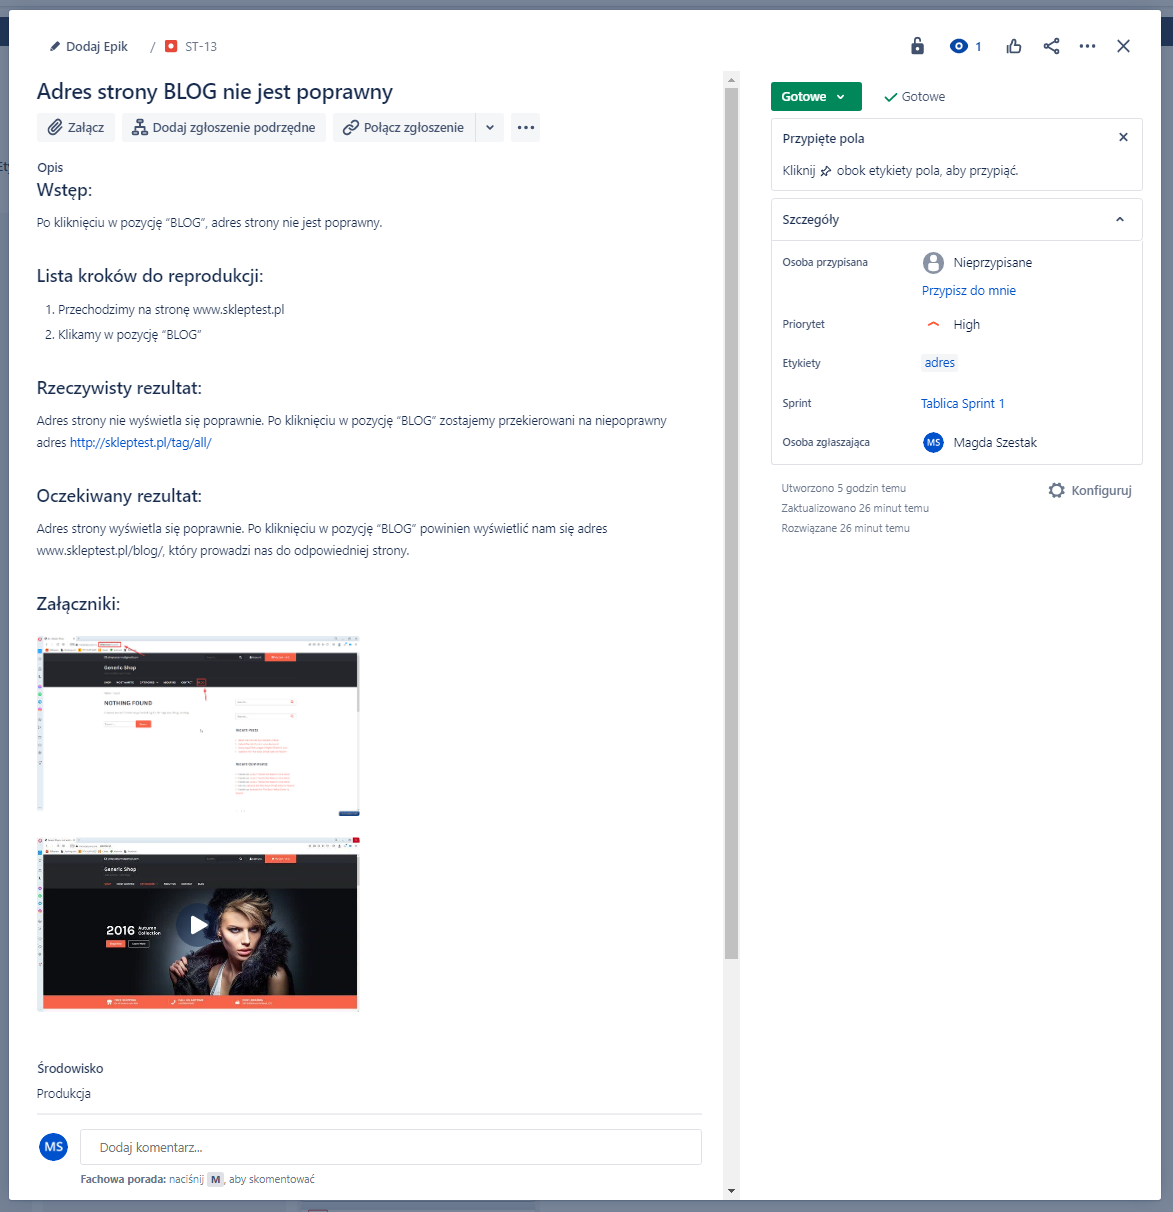 Dodaj Epik / ST-13
1
Adres strony BLOG nie jest poprawny
Załącz
Dodaj zgłoszenie podrzędne
Połącz zgłoszenie
Opis
Wstęp:
Po kliknięciu w pozycję “BLOG”, adres strony nie jest poprawny.
Lista kroków do reprodukcji:
1. Przechodzimy na stronę www.skleptest.pl
2. Klikamy w pozycję “BLOG”
Rzeczywisty rezultat:
Adres strony nie wyświetla się poprawnie. Po kliknięciu w pozycję “BLOG” zostajemy przekierowani na niepoprawny
adres http://skleptest.pl/tag/all/
Oczekiwany rezultat:
Adres strony wyświetla się poprawnie. Po kliknięciu w pozycję “BLOG” powinien wyświetlić nam się adres
www.skleptest.pl/blog/, który prowadzi nas do odpowiedniej strony.
Załączniki:
Generic Shop
NOTHING FOUND
Generic Shop
2016 Autumn
Collection
Środowisko
Produkcja
MS
Dodaj komentarz...
Fachowa porada: naciśnij M, aby skomentować
Gotowe
Gotowe
Przypięte pola
Kliknij obok etykiety pola, aby przypiąć.
Szczegóły
Osoba przypisana
Nieprzypisane
Przypisz do mnie
Priorytet
High
Etykiety
adres
Sprint
Tablica Sprint 1
Osoba zgłaszająca
MS Magda Szestak
Utworzono 5 godzin temu
Zaktualizowano 26 minut temu
Rozwiązane 26 minut temu
Konfiguruj